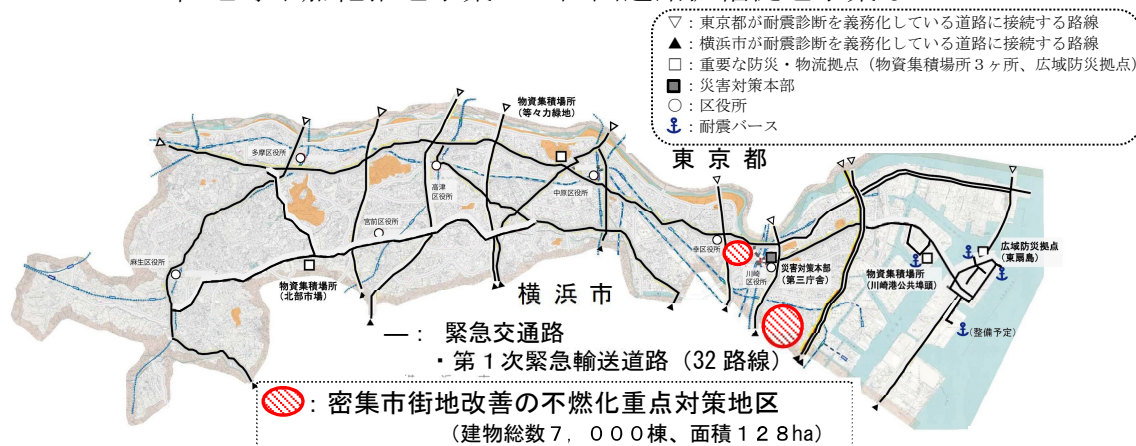 ▽：東京都が耐震診断を義務化している道路に接続する路線
▲：横浜市が耐震診断を義務化している道路に接続する路線
□：重要な防災・物流拠点（物資集積場所３ヶ所、広域防災拠点）
■：災害対策本部
○：区役所
⚓：耐震バース
東京都
物資集積場所
（等々力緑地）
多摩区役所
高津
区役所
中原区役所
宮前区役所
麻生区役所
幸区役所
川崎
区役所
災害対策本部
（第三庁舎）
物資集積場所
（北部市場）
物資集積場所
（川崎港公共埠頭）
広域防災拠点
（東扇島）
（整備予定）
横浜市
―： 緊急交通路
・第１次緊急輸送道路（32 路線）
：密集市街地改善の不燃化重点対策地区
（建物総数７，０００棟、面積１２８ha）